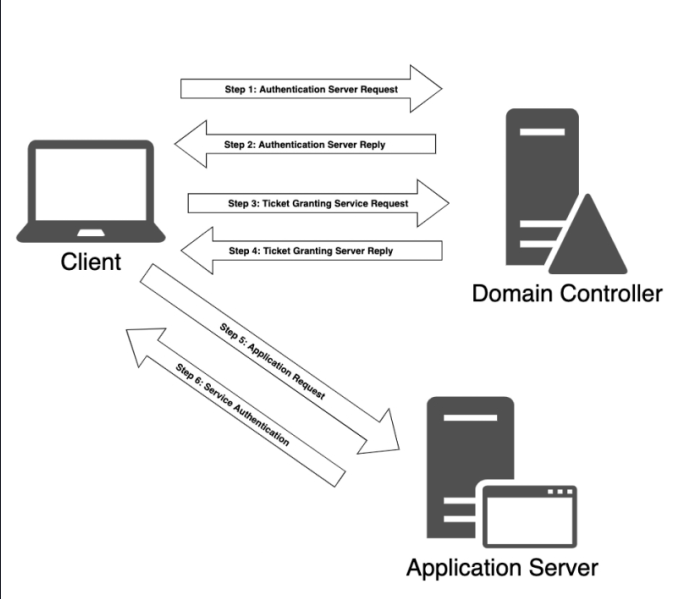 Step 1: Authentication Server Request
Step 2: Authentication Server Reply
Step 3: Ticket Granting Service Request
Step 4: Ticket Granting Server Reply
Client
Domain Controller
Step 5: Application Request
Step 6: Service Authentication
Application Server